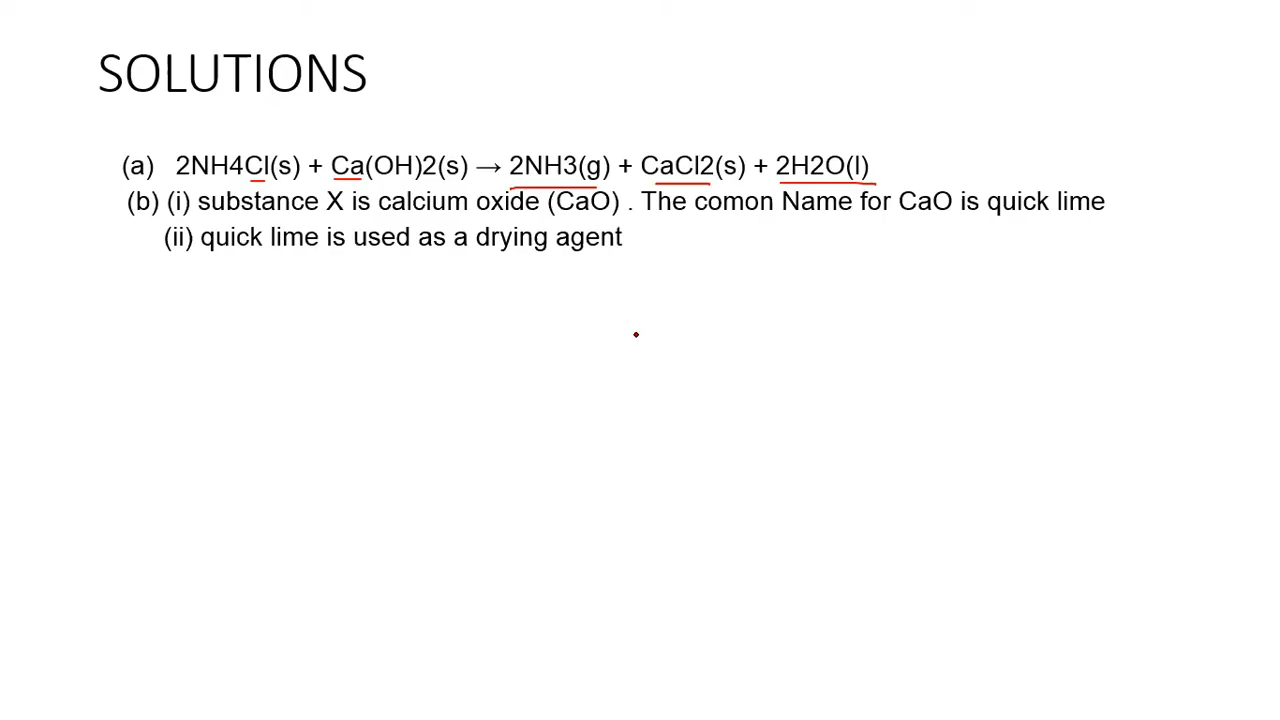 SOLUTIONS
(a) 2NH4Cl(s) + Ca(OH)2(s) → 2NH3(g) + CaCl2(s) + 2H2O(l)
(b) (i) substance X is calcium oxide (CaO) . The comon Name for CaO is quick lime
(ii) quick lime is used as a drying agent